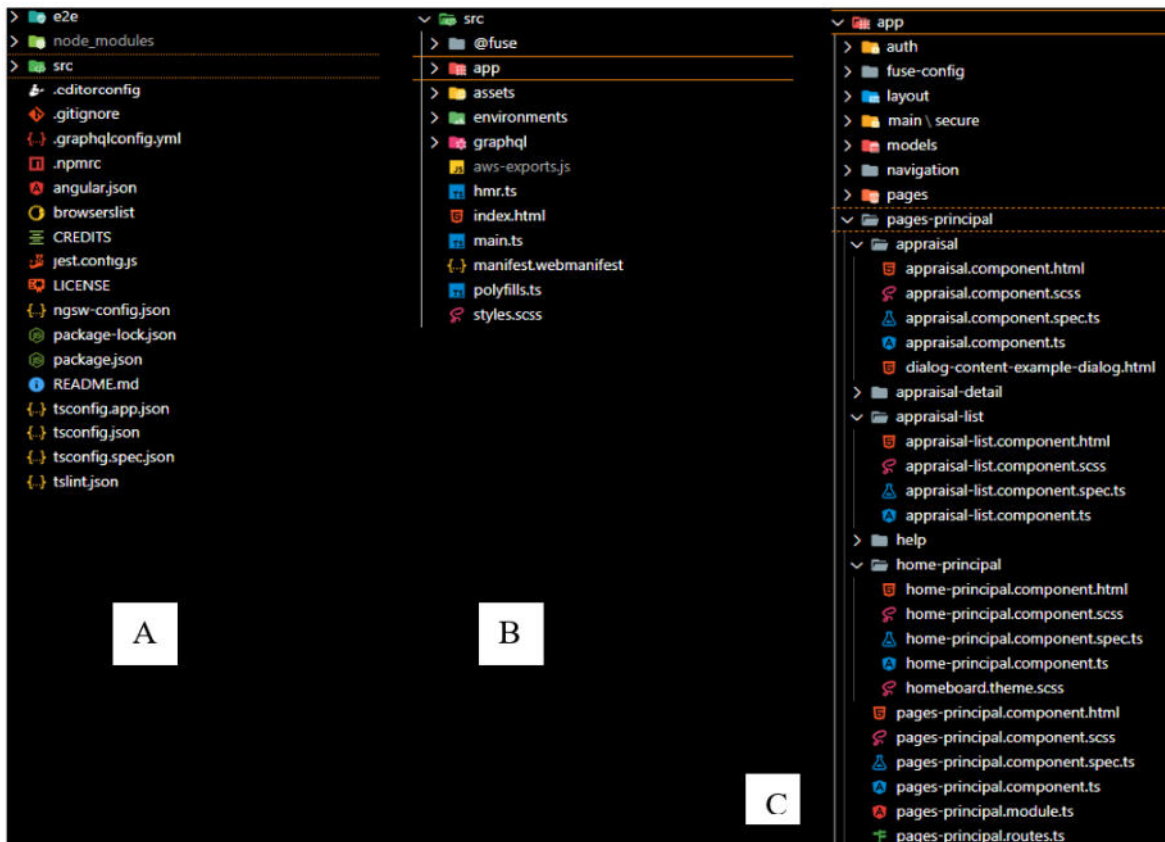 e2e
node_modules
src
.editorconfig
.gitignore
.graphqlconfig.yml
.npmrc
angular.json
browserslist
CREDITS
jest.config.js
LICENSE
ngsw-config.json
package-lock.json
package.json
README.md
tsconfig.app.json
tsconfig.json
tsconfig.spec.json
tslint.json
A
src
@fuse
app
assets
environments
graphql
aws-exports.js
hmr.ts
index.html
main.ts
manifest.webmanifest
polyfills.ts
styles.scss
B
app
auth
fuse-config
layout
main \ secure
models
navigation
pages
pages-principal
appraisal
appraisal.component.html
appraisal.component.scss
appraisal.component.spec.ts
appraisal.component.ts
dialog-content-example-dialog.html
appraisal-detail
appraisal-list
appraisal-list.component.html
appraisal-list.component.scss
appraisal-list.component.spec.ts
appraisal-list.component.ts
help
home-principal
home-principal.component.html
home-principal.component.scss
home-principal.component.spec.ts
home-principal.component.ts
homeboard.theme.scss
pages-principal.component.html
pages-principal.component.scss
pages-principal.component.spec.ts
pages-principal.component.ts
pages-principal.module.ts
pages-principal.routes.ts
C